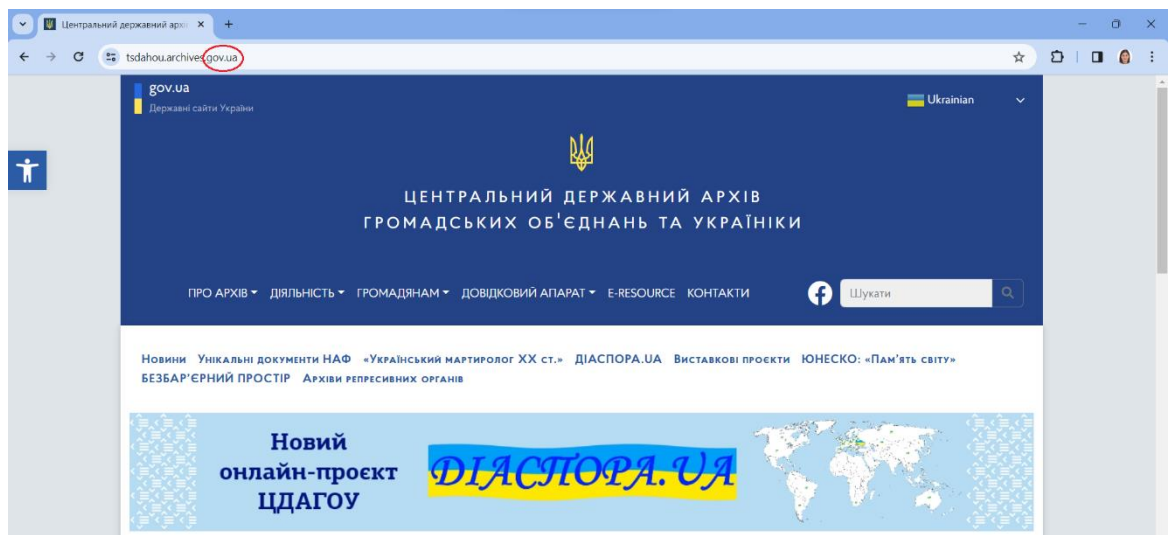 Центральний державний архі
tsdahou.archives.gov.ua
gov.ua
Державні сайти України
Ukrainian
ЦЕНТРАЛЬНИЙ ДЕРЖАВНИЙ АРХІВ
ГРОМАДСЬКИХ ОБ'ЄДНАНЬ ТА УКРАЇНІКИ
ПРО АРХІВ ДІЯЛЬНІСТЬ ГРОМАДЯНАМ ДОВІДКОВИЙ АПАРАТ E-RESOURCE КОНТАКТИ
Шукати
Новини Унікальні документи НАФ «Український мартиролог ХХ ст.» ДІАСПОРА.UA Виставкові проєкти ЮНЕСКО: «Пам'ять світу»
БЕЗБАР'ЄРНИЙ ПРОСТІР Архіви репресивних органів
Новий
онлайн-проєкт
ЦДАГОУ
ДІАСПОРА.UA